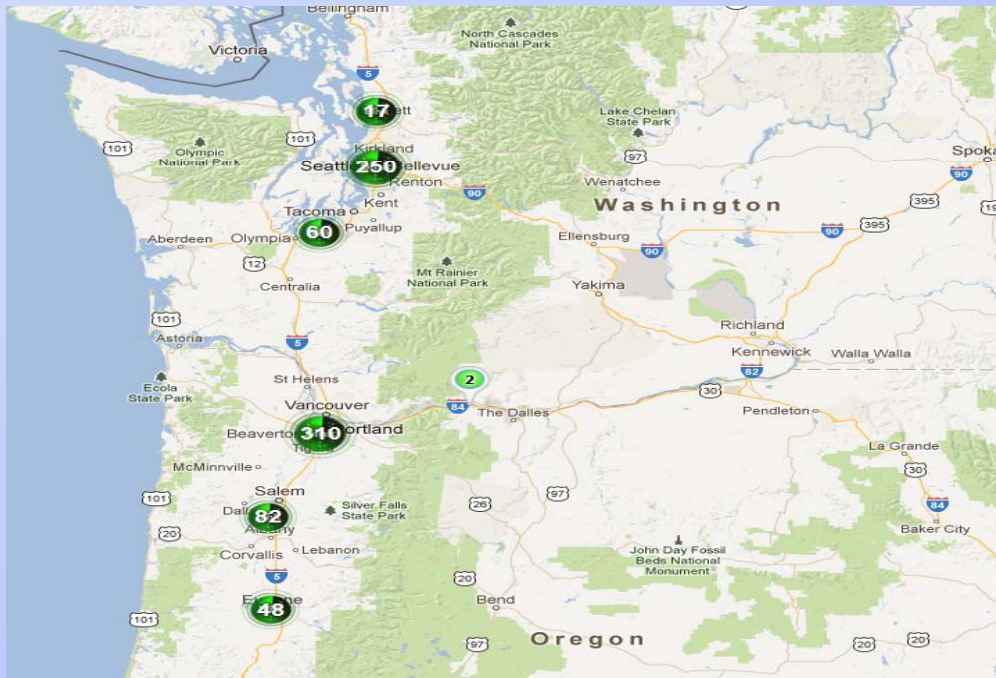 Bellingham
North Cascades
National Park
Victoria
5
17
Lake Chelan
State Park
101
101
Olympic
National Park
Kirkland
97
Spoka
250
Bellevue
Renton
90
90
Wenatchee
Kent
Washington
395
19
Tacoma
Puyallup
395
60
90
Aberdeen
Olympia
Ellensburg
90
12
Mt Rainier
National Park
Centralia
Yakima
101
Richland
Astoria
5
Kennewick
Walla Walla
82
St Helens
2
Ecola
State Park
30
Vancouver
84
The Dalles
Pendleton
310
Beaverton
La Grande
McMinnville
30
Salem
97
101
26
84
82
Silver Falls
State Park
Baker City
20
Albany
John Day Fossil
Beds National
Monument
Corvallis
Lebanon
5
20
48
Bend
101
Oregon
97
20
20